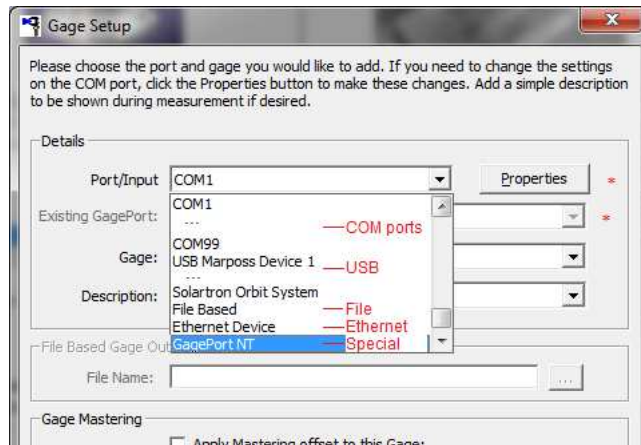 Gage Setup
Please choose the port and gage you would like to add. If you need to change the settings
on the COM port, click the Properties button to make these changes. Add a simple description
to be shown during measurement if desired.
Details
Port/Input COM1 Properties *
COM1
---
COM ports
Existing GagePort: *
COM99
Gage: USB Marposs Device 1 USB
---
Description: Solartron Orbit System
File Based File
Ethernet Device Ethernet
File Based Gage Ou GagePort NT Special
File Name: ...
Gage Mastering
Apply Mastering offset to this Gage: